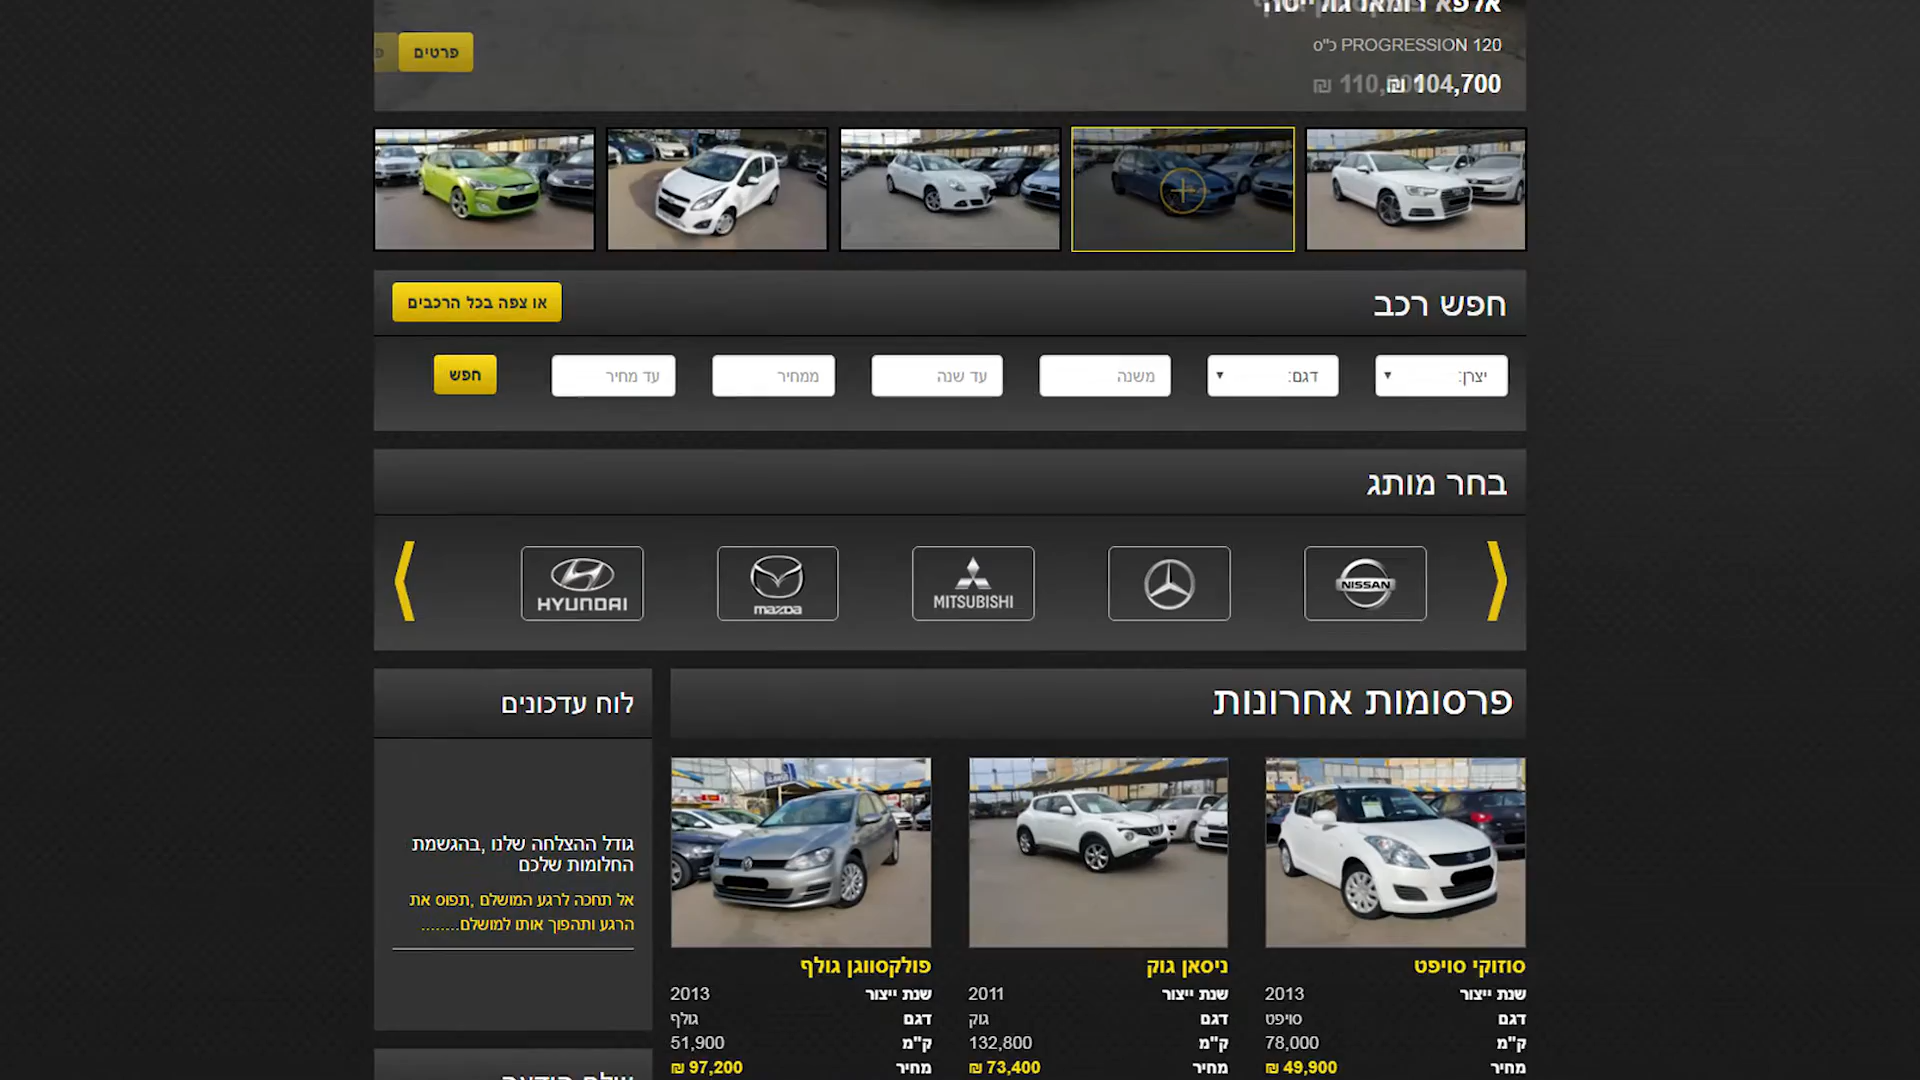 PROGRESSION 120 כ"ס
104,700 ₪
פרטים
חפש רכב
או צפה בכל הרכבים
יצרן:
דגם:
משנה
עד שנה
ממחיר
עד מחיר
חפש
בחר מותג
NISSAN
MITSUBISHI
mazda
HYUNDAI
פרסומות אחרונות
סוזוקי סויפט
שנת ייצור 2013
דגם סויפט
ק"מ 78,000
מחיר 49,900 ₪
ניסאן גוק
שנת ייצור 2011
דגם גוק
ק"מ 132,800
מחיר 73,400 ₪
פולקסווגן גולף
שנת ייצור 2013
דגם גולף
ק"מ 51,900
מחיר 97,200 ₪
לוח עדכונים
גודל ההצלחה שלנו ,בהגשמת
החלומות שלכם
אל תחכה לרגע המושלם ,תפוס את
הרגע ותהפוך אותו למושלם........